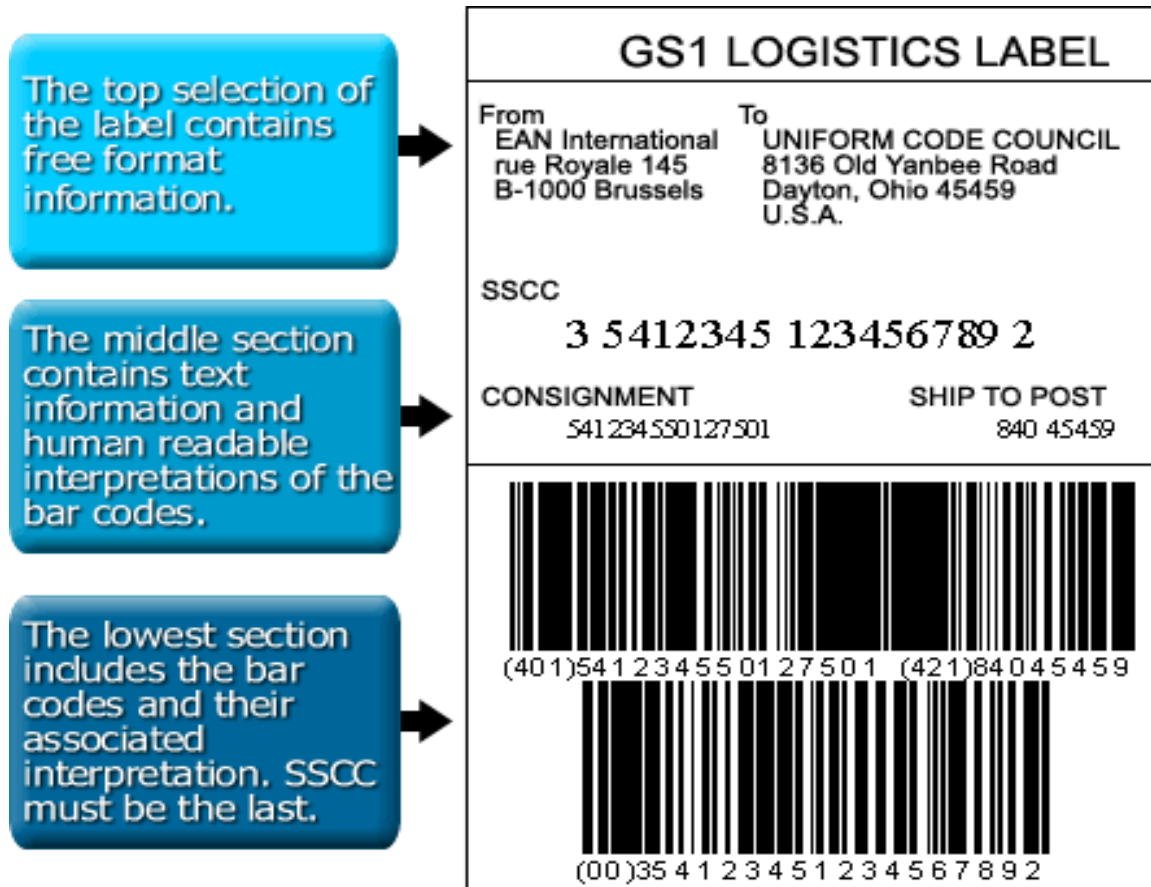 The top selection of
the label contains
free format
information.
The middle section
contains text
information and
human readable
interpretations of the
bar codes.
The lowest section
includes the bar
codes and their
associated
interpretation. SSCC
must be the last.
GS1 LOGISTICS LABEL
From
EAN International
rue Royale 145
B-1000 Brussels
To
UNIFORM CODE COUNCIL
8136 Old Yanbee Road
Dayton, Ohio 45459
U.S.A.
SSCC
3 5412345 123456789 2
CONSIGNMENT
541234550127501
SHIP TO POST
840 45459
(401)541234550127501 (421)84045459
(00)354123451234567892